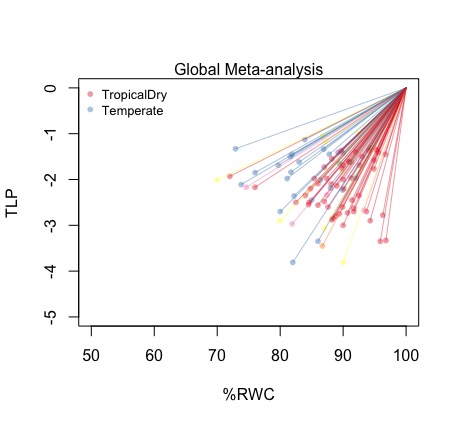 Global Meta-analysis
TropicalDry
Temperate
0
-1
-2
-3
-4
-5
TLP
50 60 70 80 90 100
%RWC